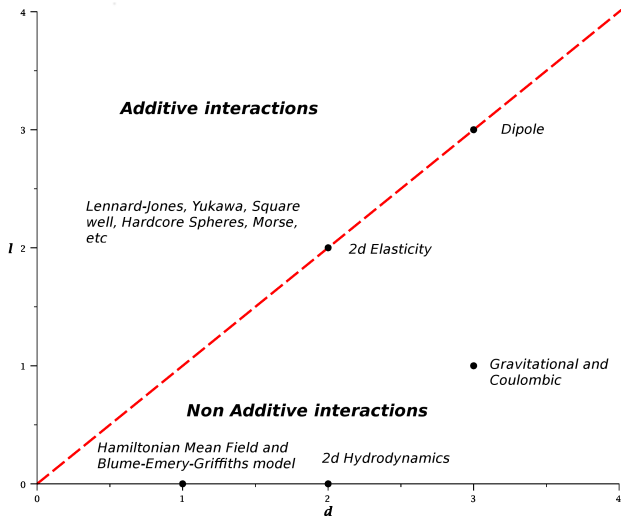 4
Additive interactions
3
Dipole
Lennard-Jones, Yukawa, Square
well, Hardcore Spheres, Morse,
etc
l 2
2d Elasticity
1
Gravitational and
Coulombic
Non Additive interactions
Hamiltonian Mean Field and
Blume-Emery-Griffiths model
2d Hydrodynamics
0
0 1 2 3 4
d